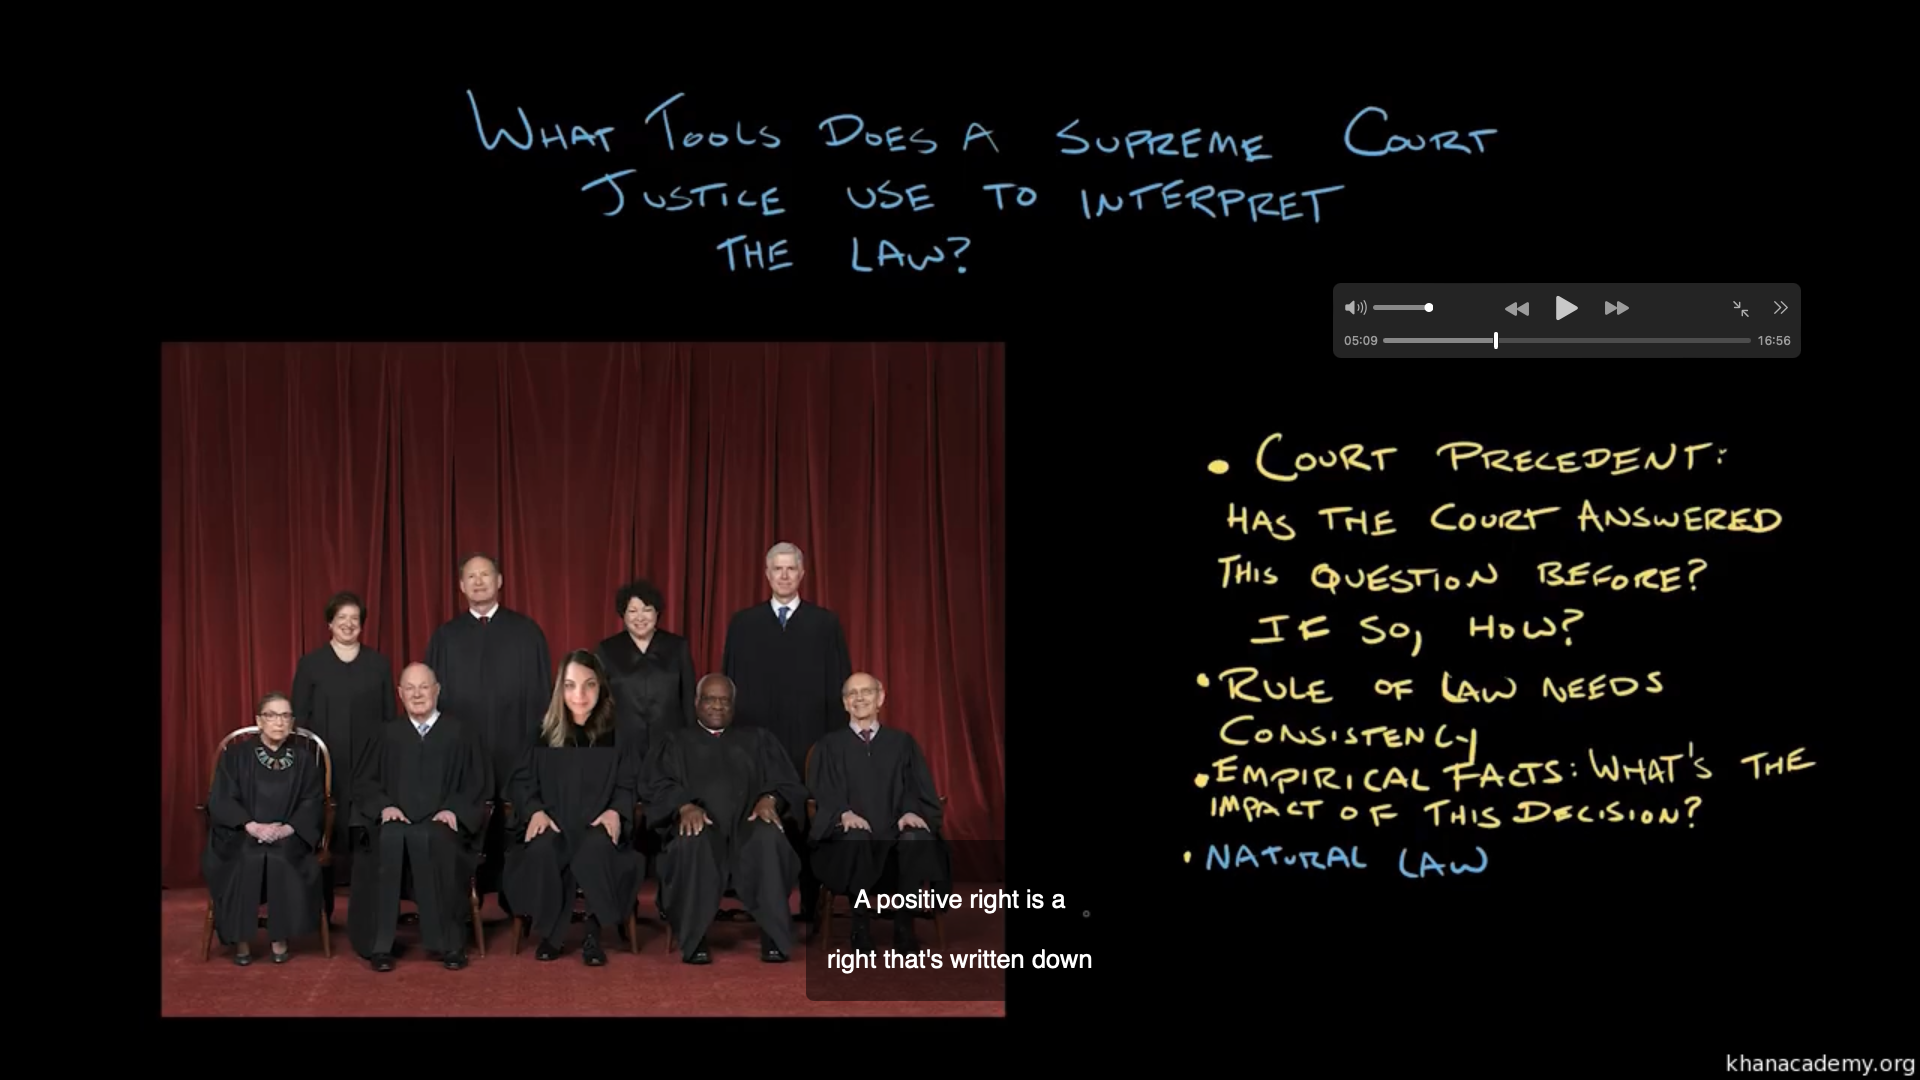 WHAT TOOLS DOES A SUPREME COURT
JUSTICE USE TO INTERPRET
THE LAW?
05:09
16:56
• COURT PRECEDENT:
HAS THE COURT ANSWERED
THIS QUESTION BEFORE?
IF SO, HOW?
• RULE OF LAW NEEDS
CONSISTENCY
• EMPIRICAL FACTS: WHAT'S THE
IMPACT OF THIS DECISION?
• NATURAL LAW
A positive right is a
right that's written down
khanacademy.org